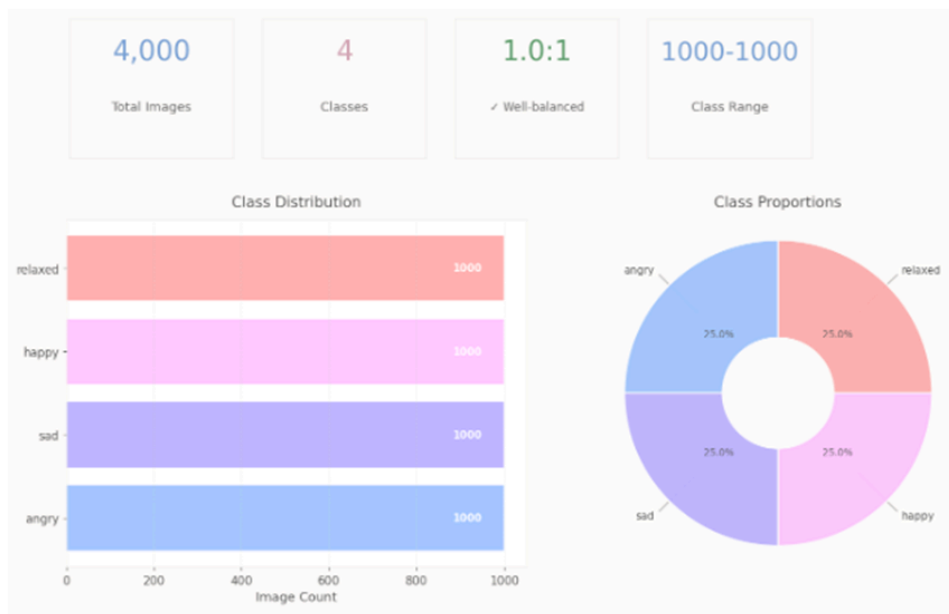 4,000
Total Images
4
Classes
1.0:1
✓ Well-balanced
1000-1000
Class Range
Class Distribution
relaxed
1000
happy
1000
sad
1000
angry
1000
0 200 400 600 800 1000
Image Count
Class Proportions
angry
relaxed
25.0%
25.0%
25.0%
25.0%
sad
happy